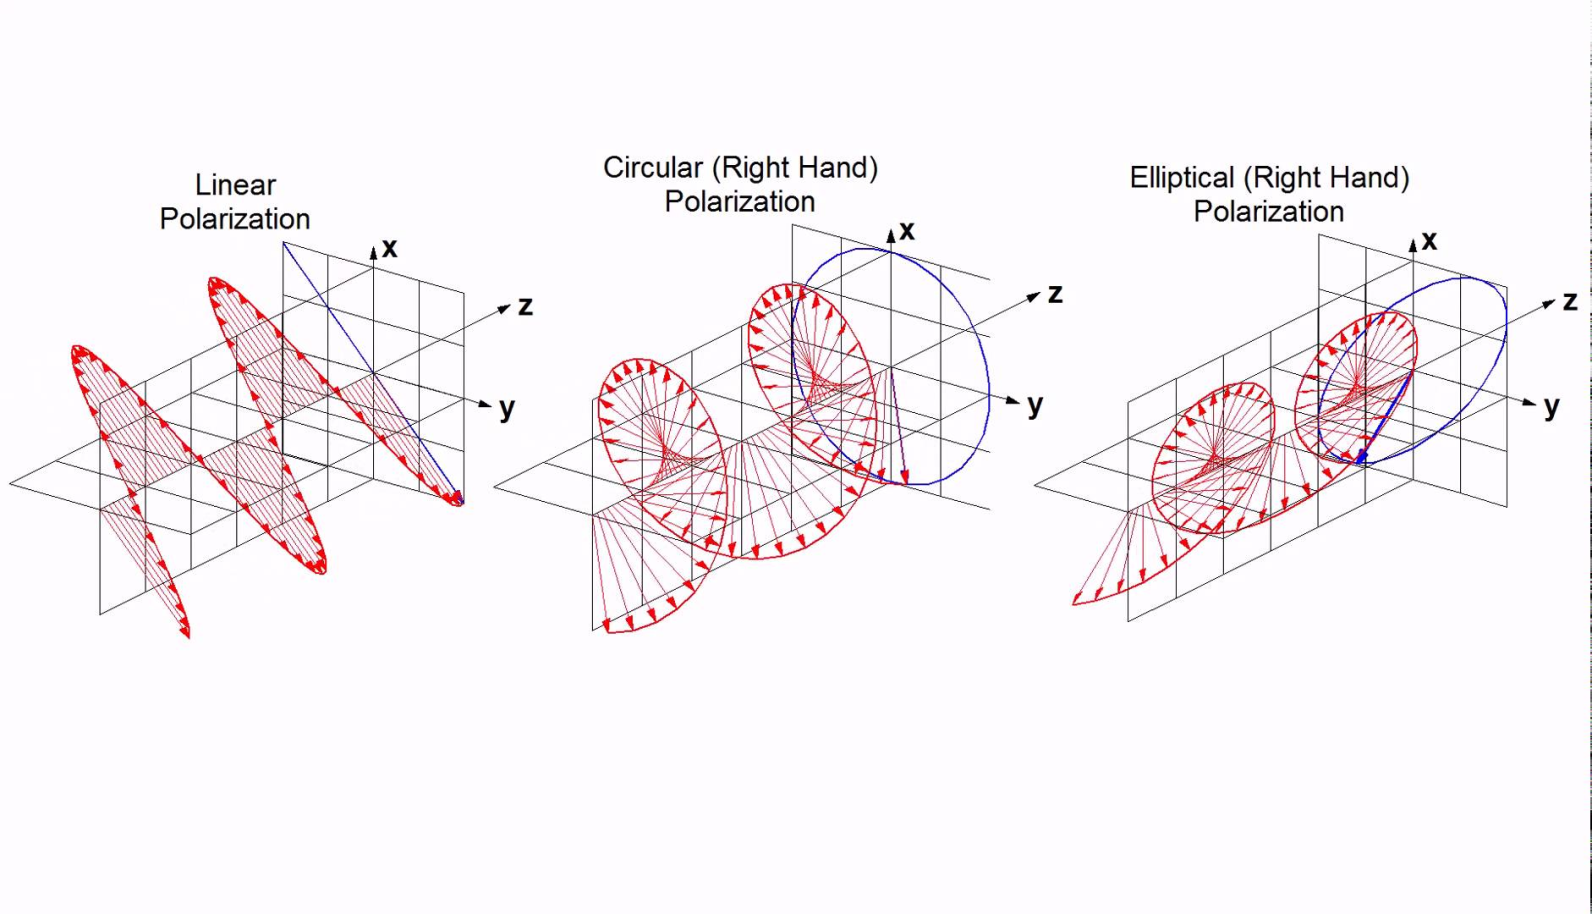 Linear
Polarization
x
z
y
Circular (Right Hand)
Polarization
x
z
y
Elliptical (Right Hand)
Polarization
x
z
y